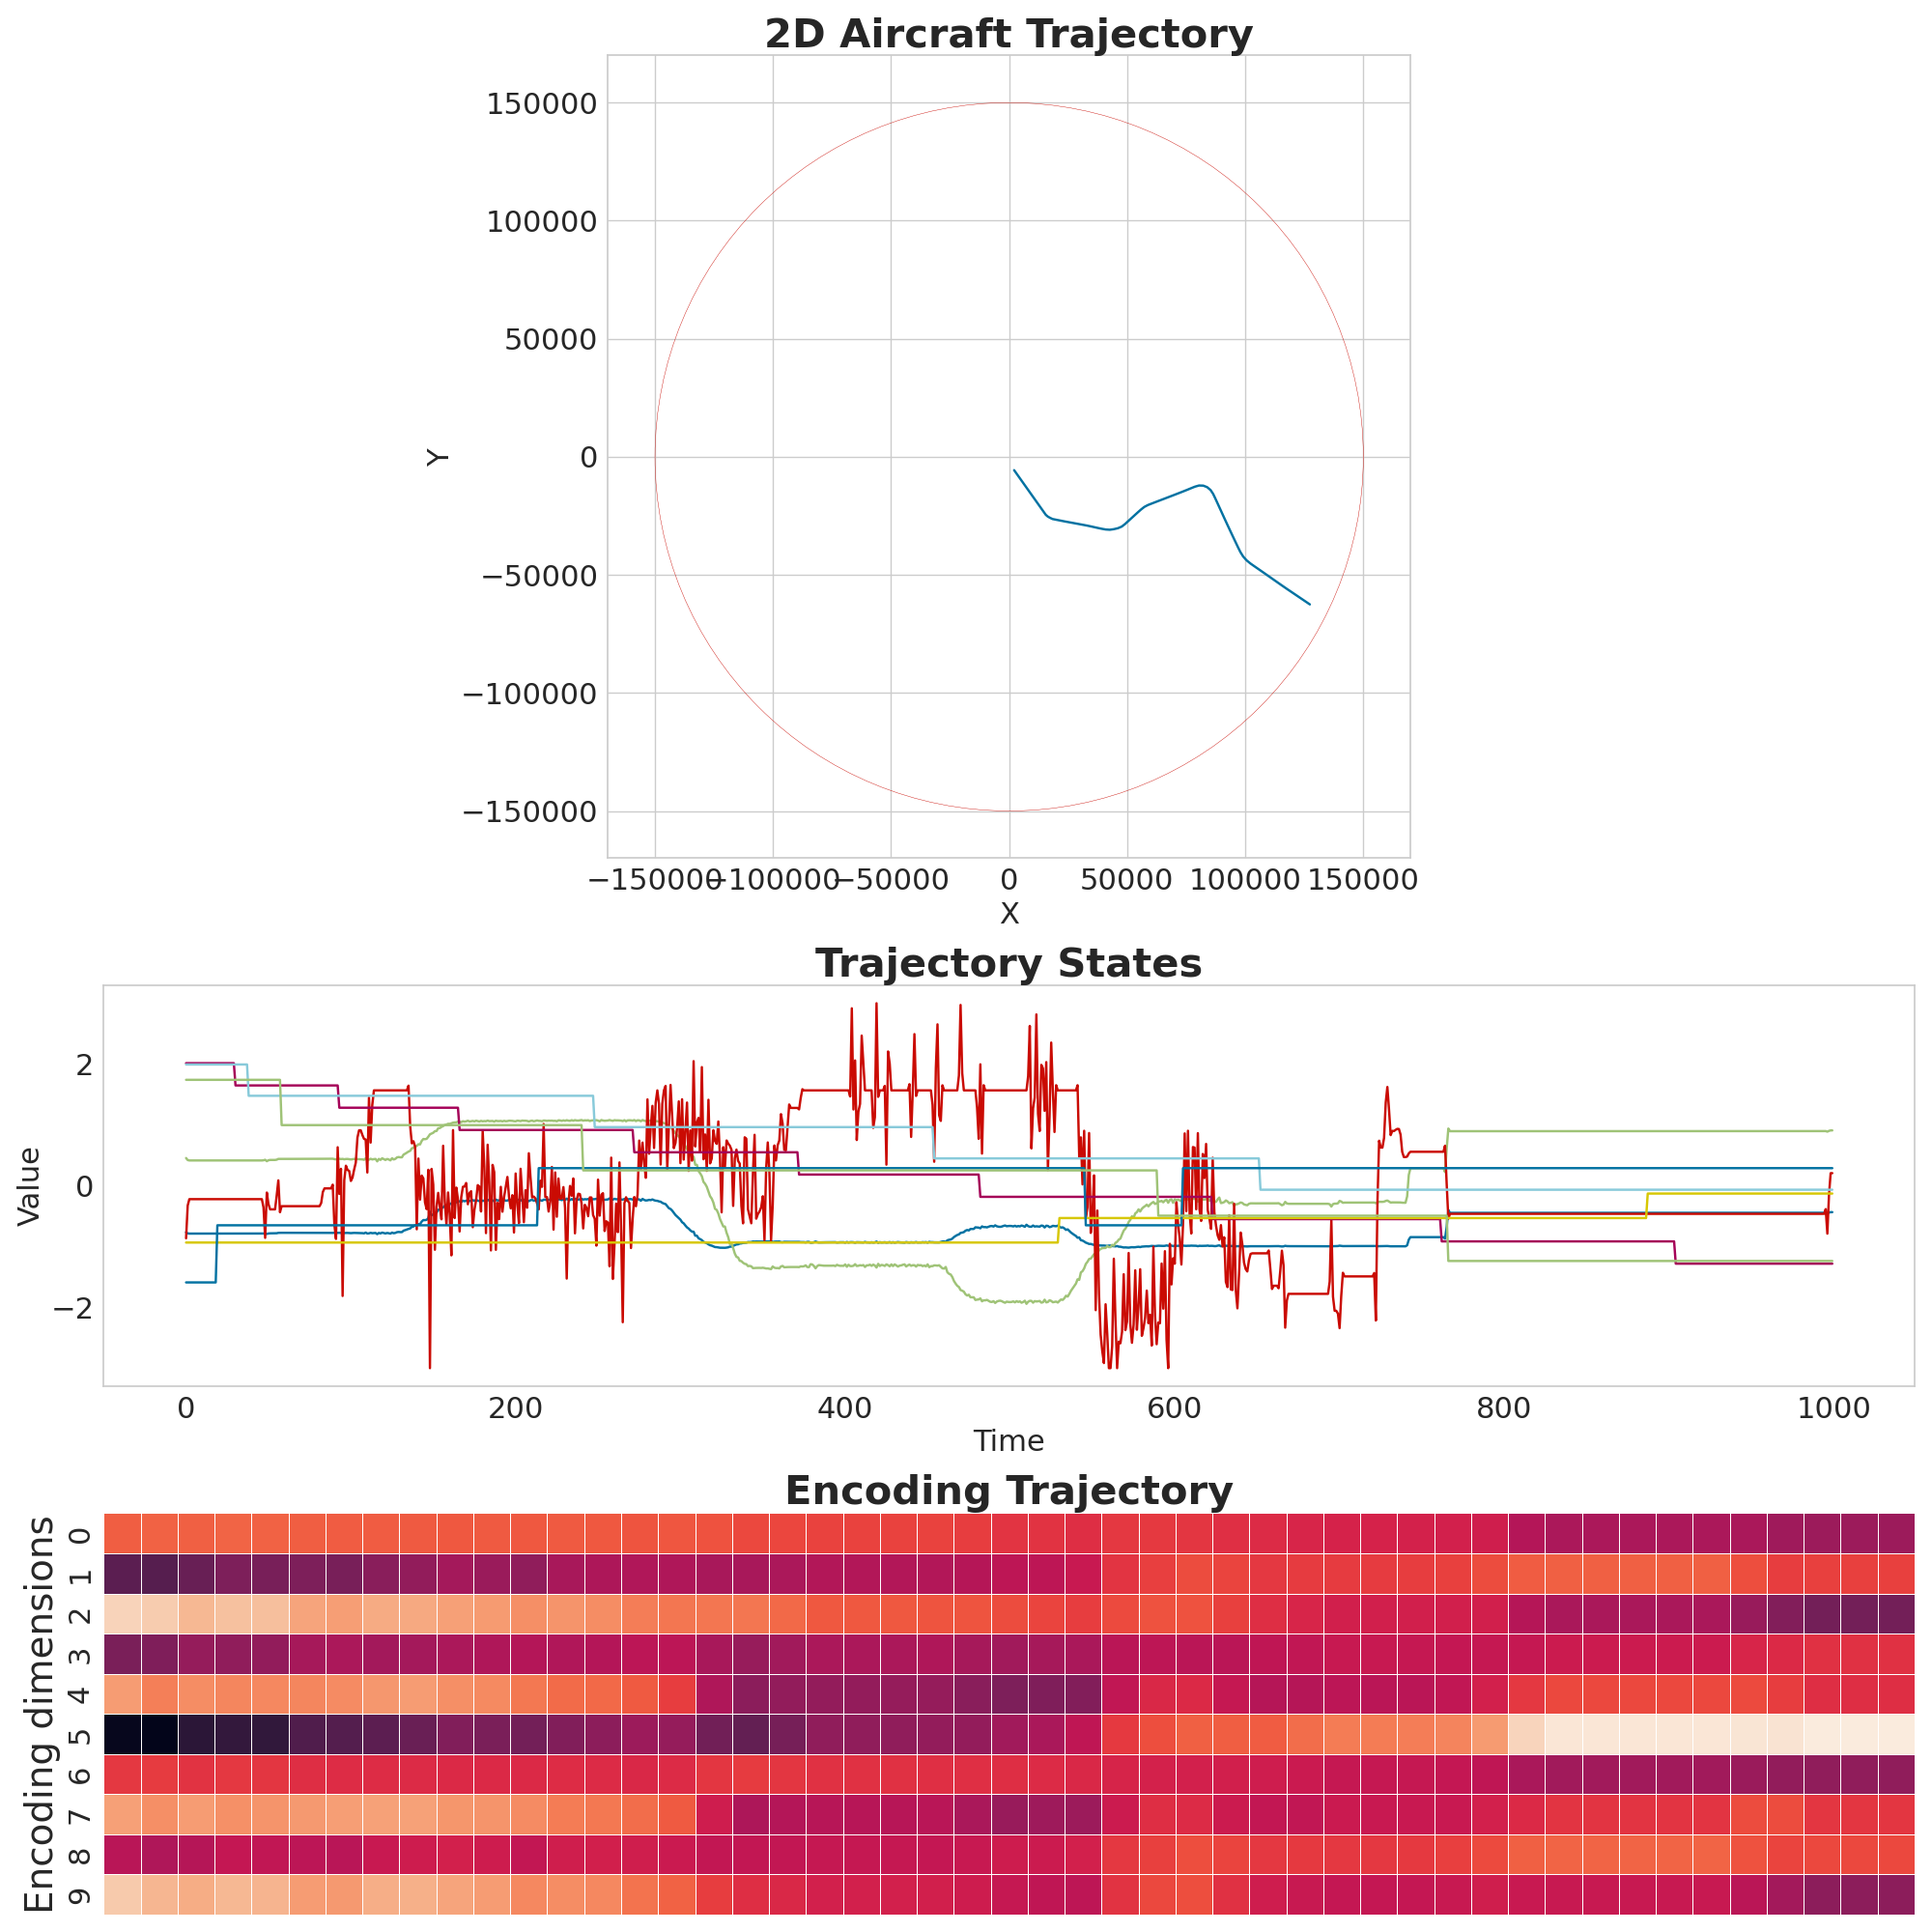 2D Aircraft Trajectory
150000
100000
50000
0
−50000
−100000
−150000
Y
−150000 −100000 −50000 0 50000 100000 150000
X
Trajectory States
2
0
−2
Value
0 200 400 600 800 1000
Time
Encoding Trajectory
0
1
2
3
4
5
6
7
8
9
Encoding dimensions